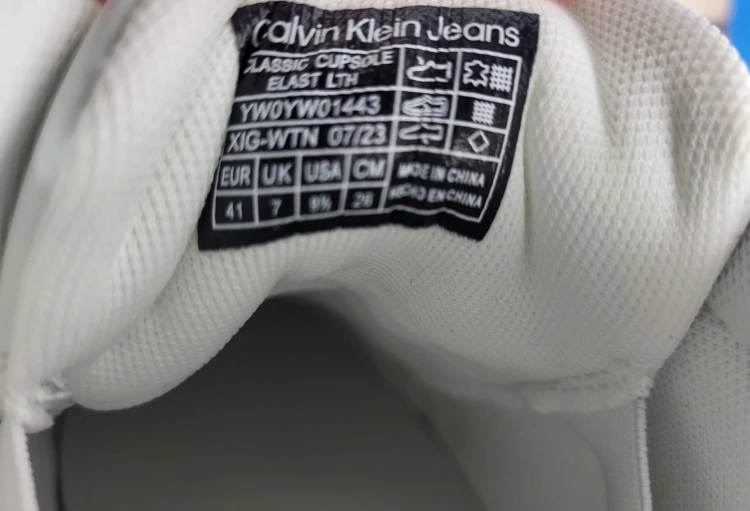 Calvin Klein Jeans
CLASSIC CUPSOLE
ELAST LTH
YW0YW01443
XIG-WTN 07/23
EUR UK USA CM
41 7 9½ 26
MADE IN CHINA
HECHO EN CHINA